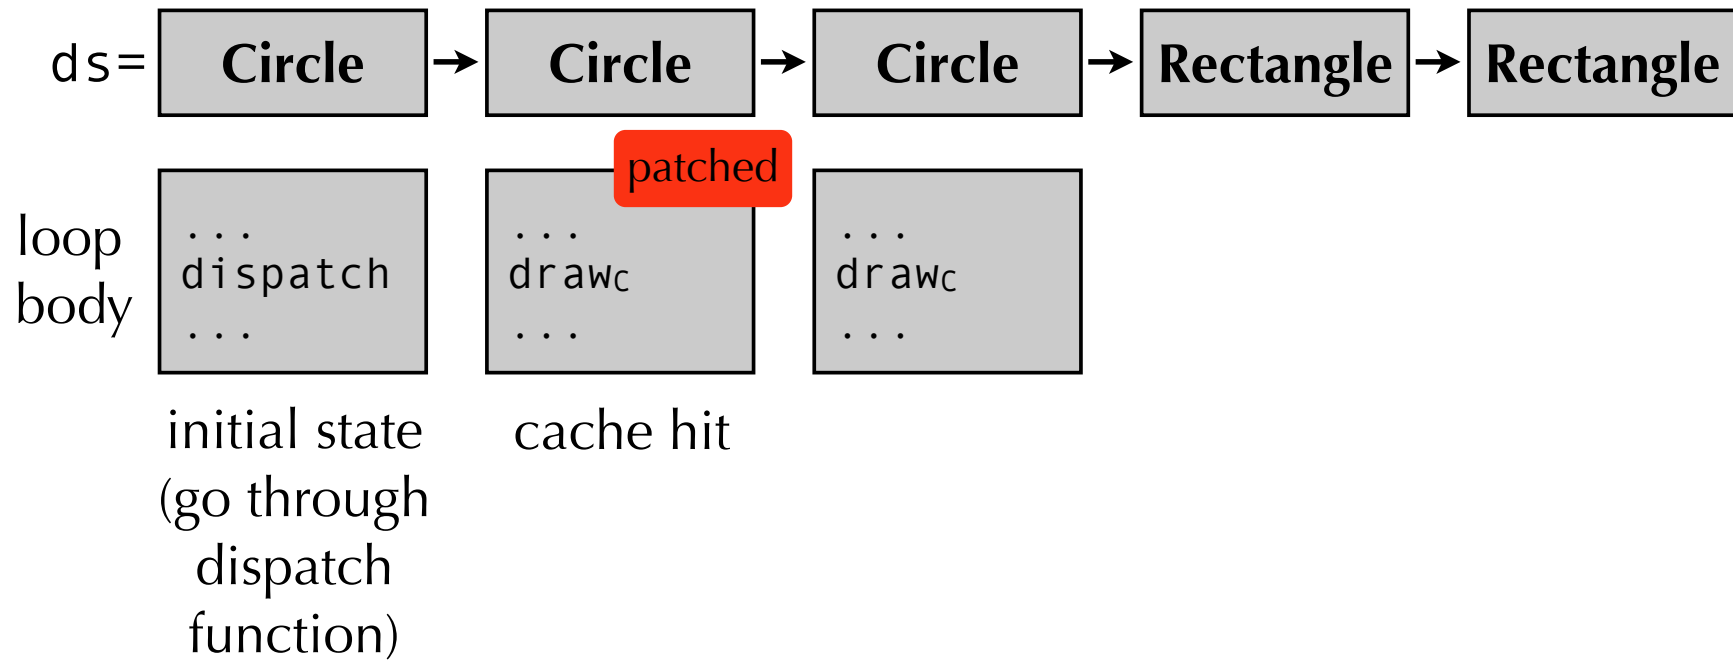 ds= Circle → Circle → Circle → Rectangle → Rectangle
patched
loop body
...
dispatch
...
...
drawC
...
...
drawC
...
initial state
(go through
dispatch
function)
cache hit